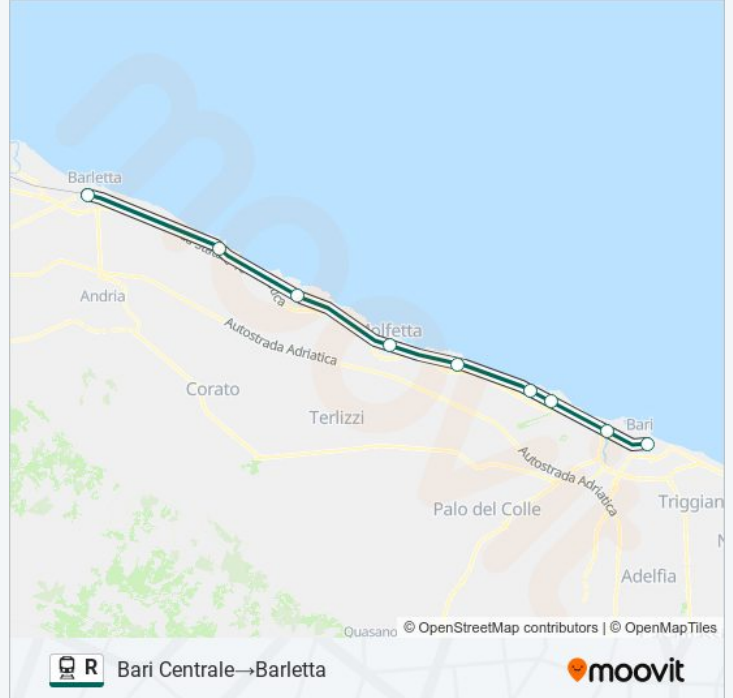 Barletta
Andria
olfetta
Autostrada Adriatica
Corato
Terlizzi
Bari
Autostrada Adriatica
Palo del Colle
Triggian
Adelfia
Quasano
© OpenStreetMap contributors | © OpenMapTiles
R Bari Centrale→Barletta
moovit